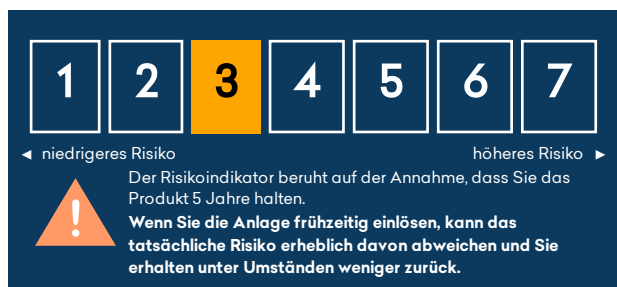 1 2 3 4 5 6 7
◄ niedrigeres Risiko höheres Risiko ►
Der Risikoindikator beruht auf der Annahme, dass Sie das
Produkt 5 Jahre halten.
Wenn Sie die Anlage frühzeitig einlösen, kann das
tatsächliche Risiko erheblich davon abweichen und Sie
erhalten unter Umständen weniger zurück.